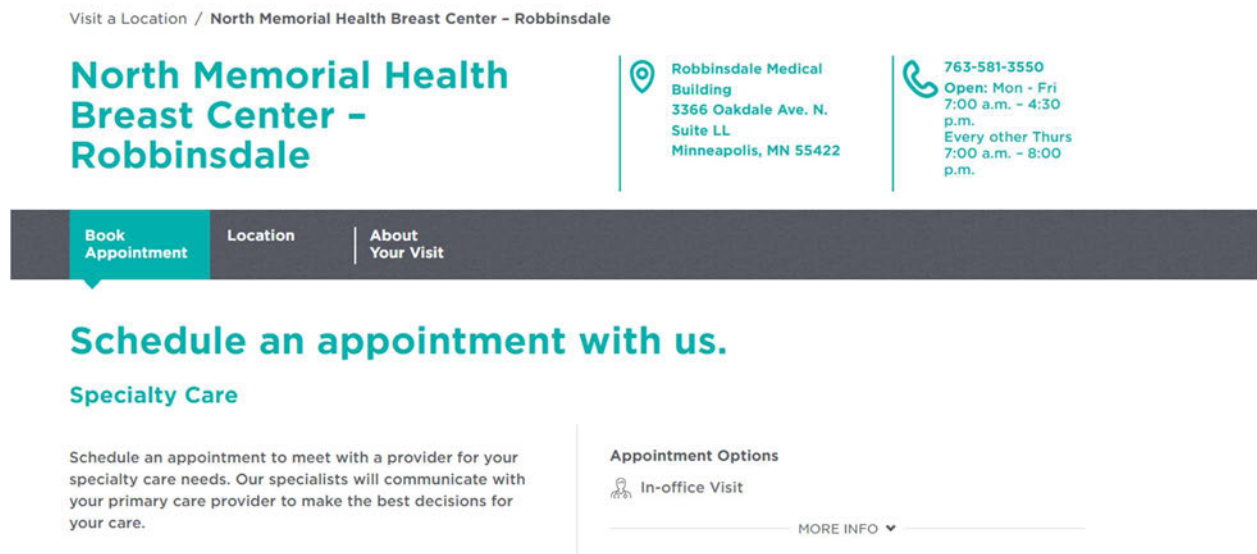 Visit a Location / North Memorial Health Breast Center – Robbinsdale
North Memorial Health
Breast Center –
Robbinsdale
Robbinsdale Medical
Building
3366 Oakdale Ave. N.
Suite LL
Minneapolis, MN 55422
763-581-3550
Open: Mon - Fri
7:00 a.m. – 4:30
p.m.
Every other Thurs
7:00 a.m. – 8:00
p.m.
Book
Appointment
Location
About
Your Visit
Schedule an appointment with us.
Specialty Care
Schedule an appointment to meet with a provider for your
specialty care needs. Our specialists will communicate with
your primary care provider to make the best decisions for
your care.
Appointment Options
In-office Visit
MORE INFO